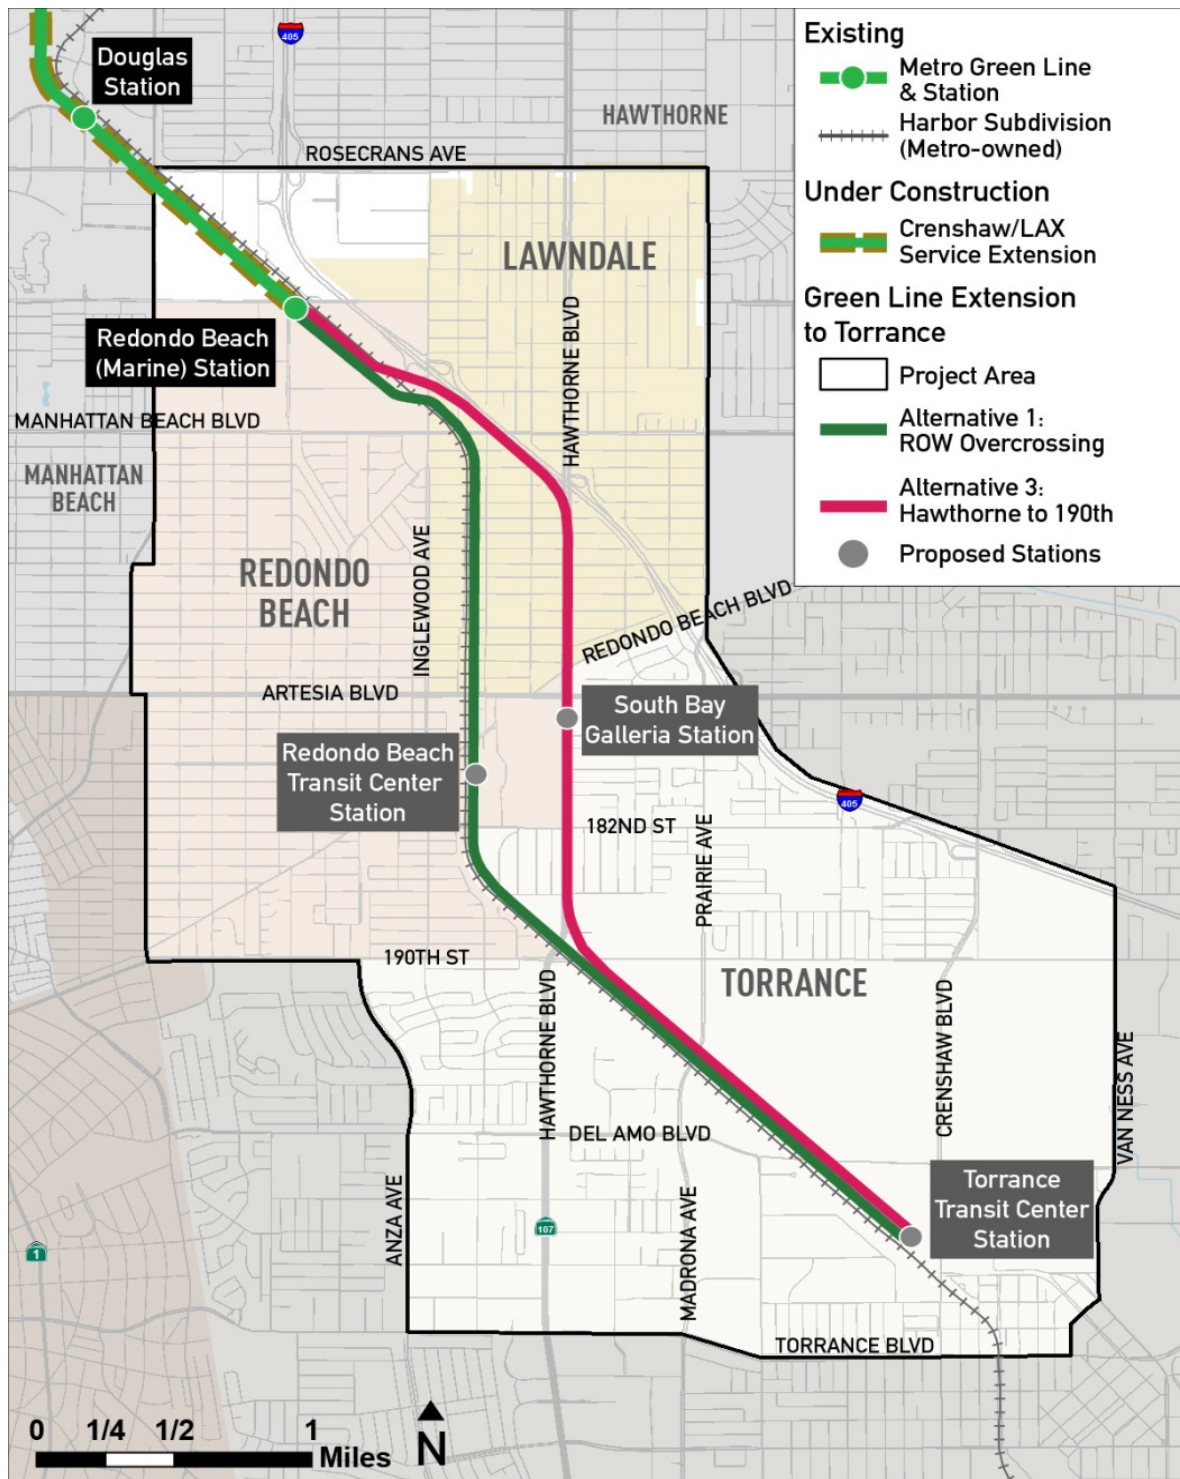 Douglas
Station
405
HAWTHORNE
ROSECRANS AVE
LAWNDALE
Existing
Metro Green Line
& Station
Harbor Subdivision
(Metro-owned)
Under Construction
Crenshaw/LAX
Service Extension
Green Line Extension
to Torrance
Project Area
Alternative 1:
ROW Overcrossing
Alternative 3:
Hawthorne to 190th
Proposed Stations
Redondo Beach
(Marine) Station
HAWTHORNE BLVD
MANHATTAN BEACH BLVD
MANHATTAN
BEACH
REDONDO
BEACH
INGLEWOOD AVE
REDONDO BEACH BLVD
ARTESIA BLVD
South Bay
Galleria Station
Redondo Beach
Transit Center
Station
405
182ND ST
PRAIRIE AVE
190TH ST
TORRANCE
HAWTHORNE BLVD
CRENSHAW BLVD
VAN NESS AVE
DEL AMO BLVD
Torrance
Transit Center
Station
ANZA AVE
107
MADRONA AVE
1
TORRANCE BLVD
0 1/4 1/2 1
Miles
N